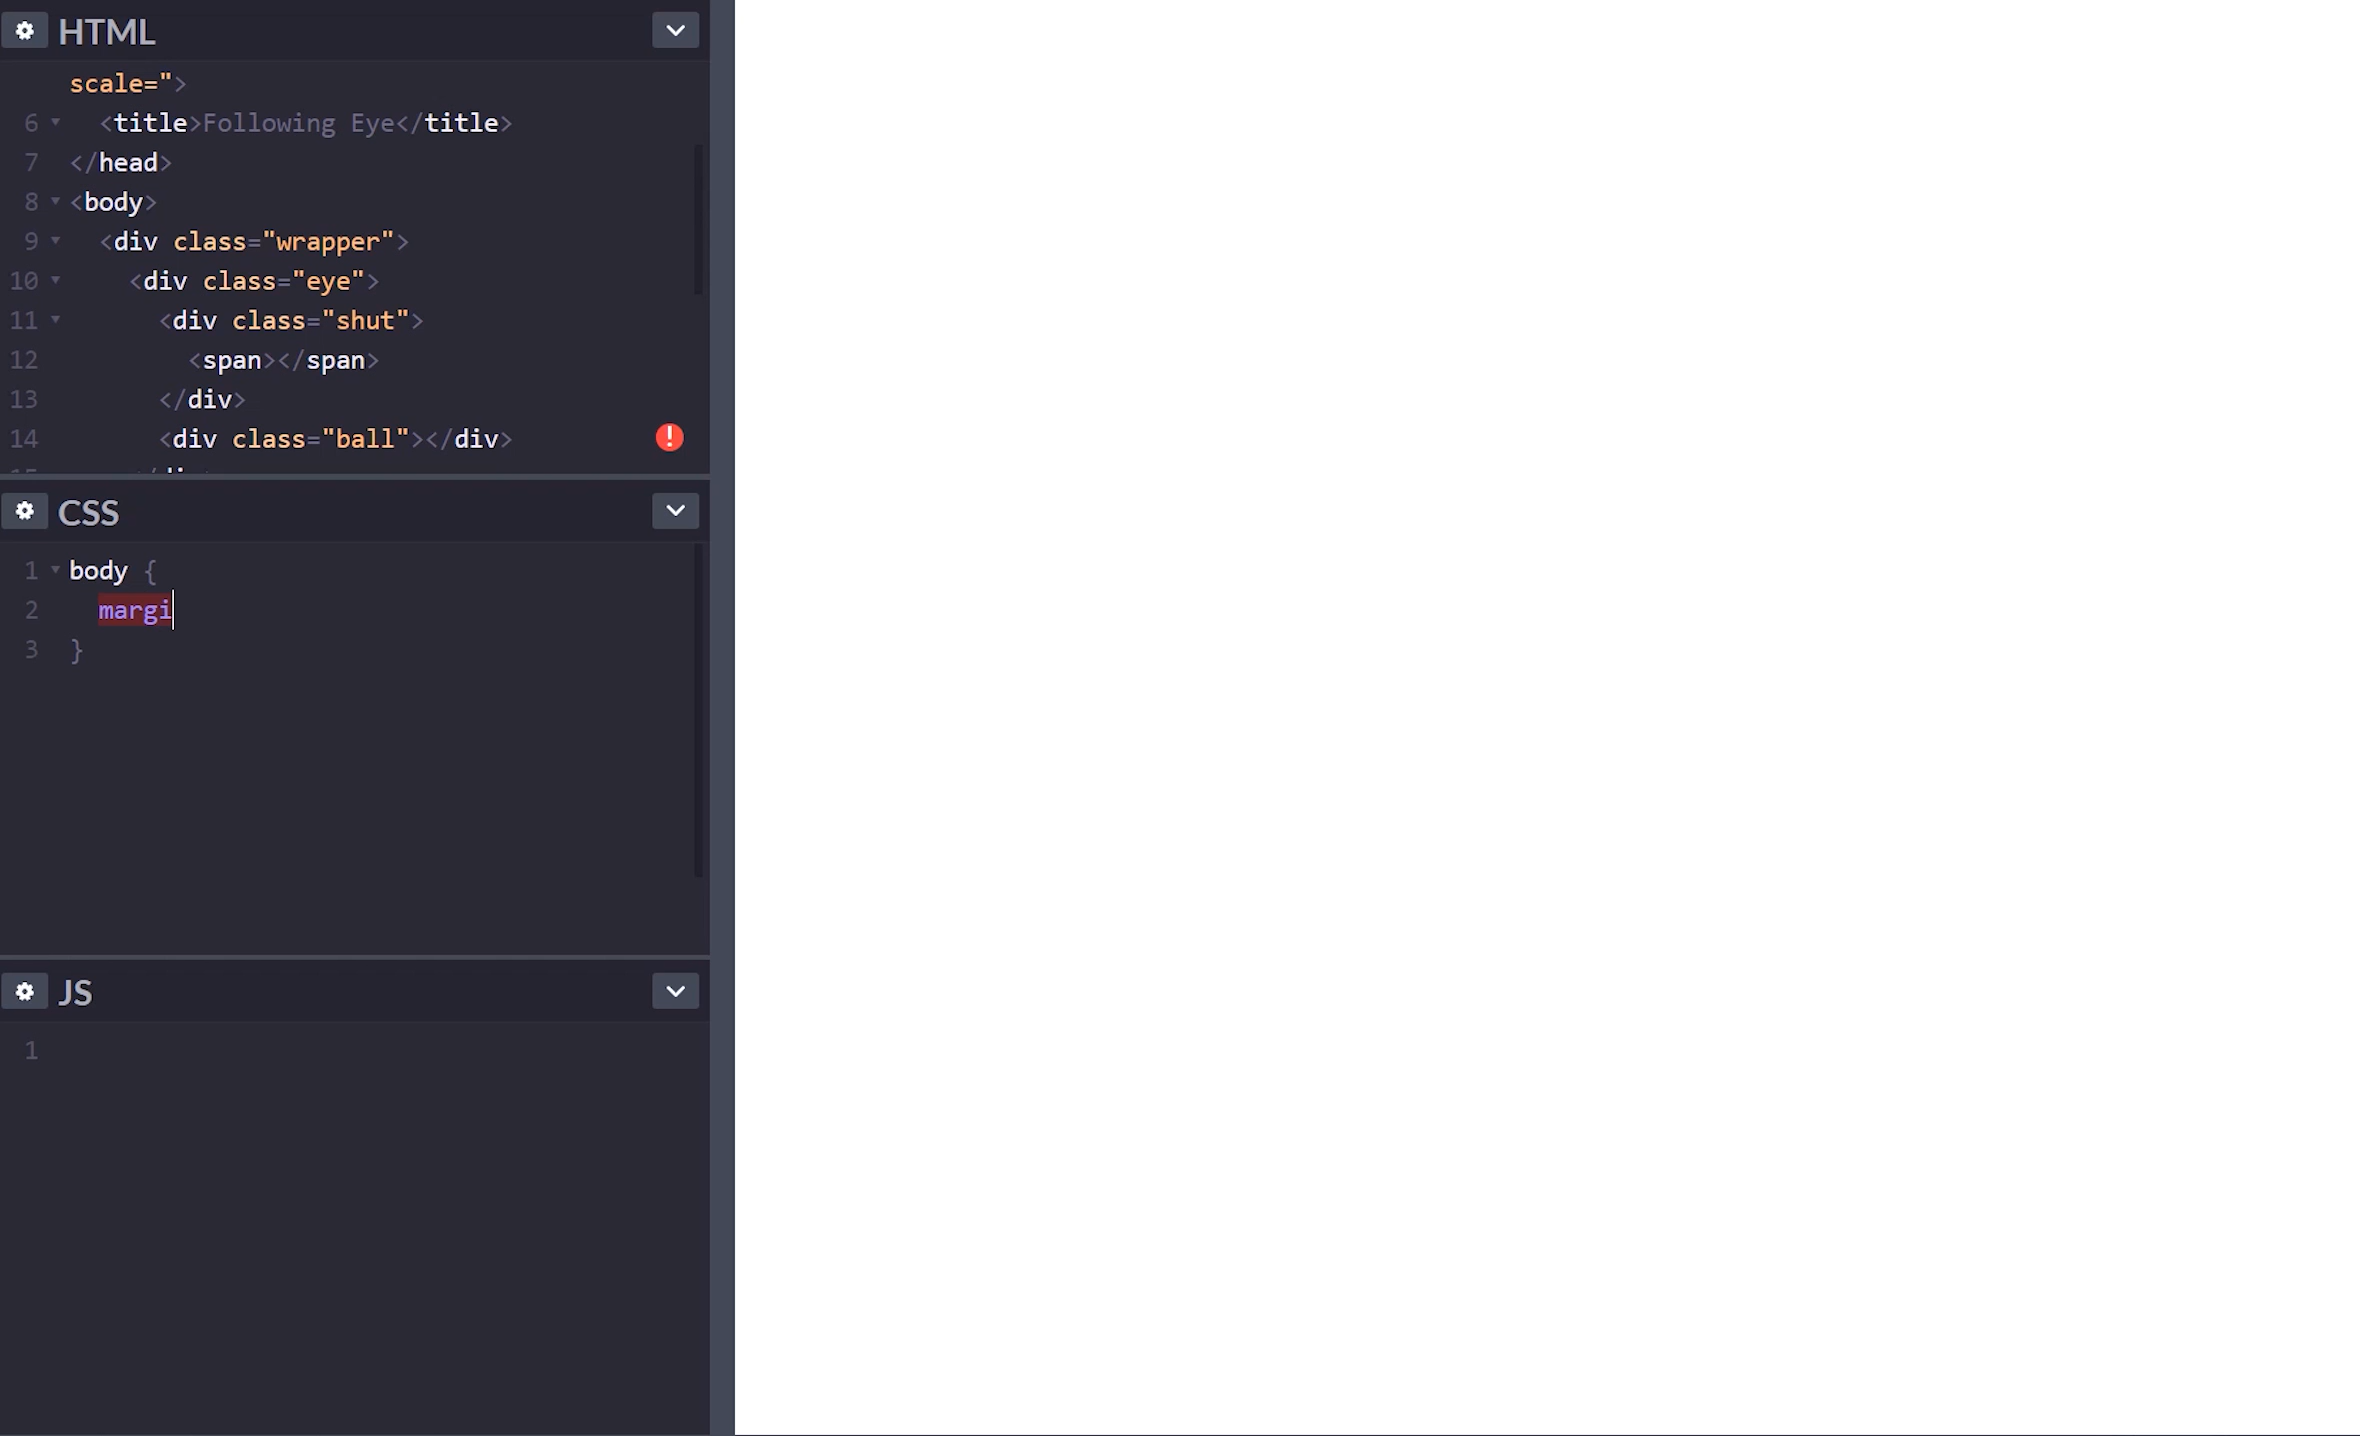 HTML
scale=">
6 <title>Following Eye</title>
7 </head>
8 <body>
9 <div class="wrapper">
10 <div class="eye">
11 <div class="shut">
12 <span></span>
13 </div>
14 <div class="ball"></div>
CSS
1 body {
2 margi
3 }
JS
1